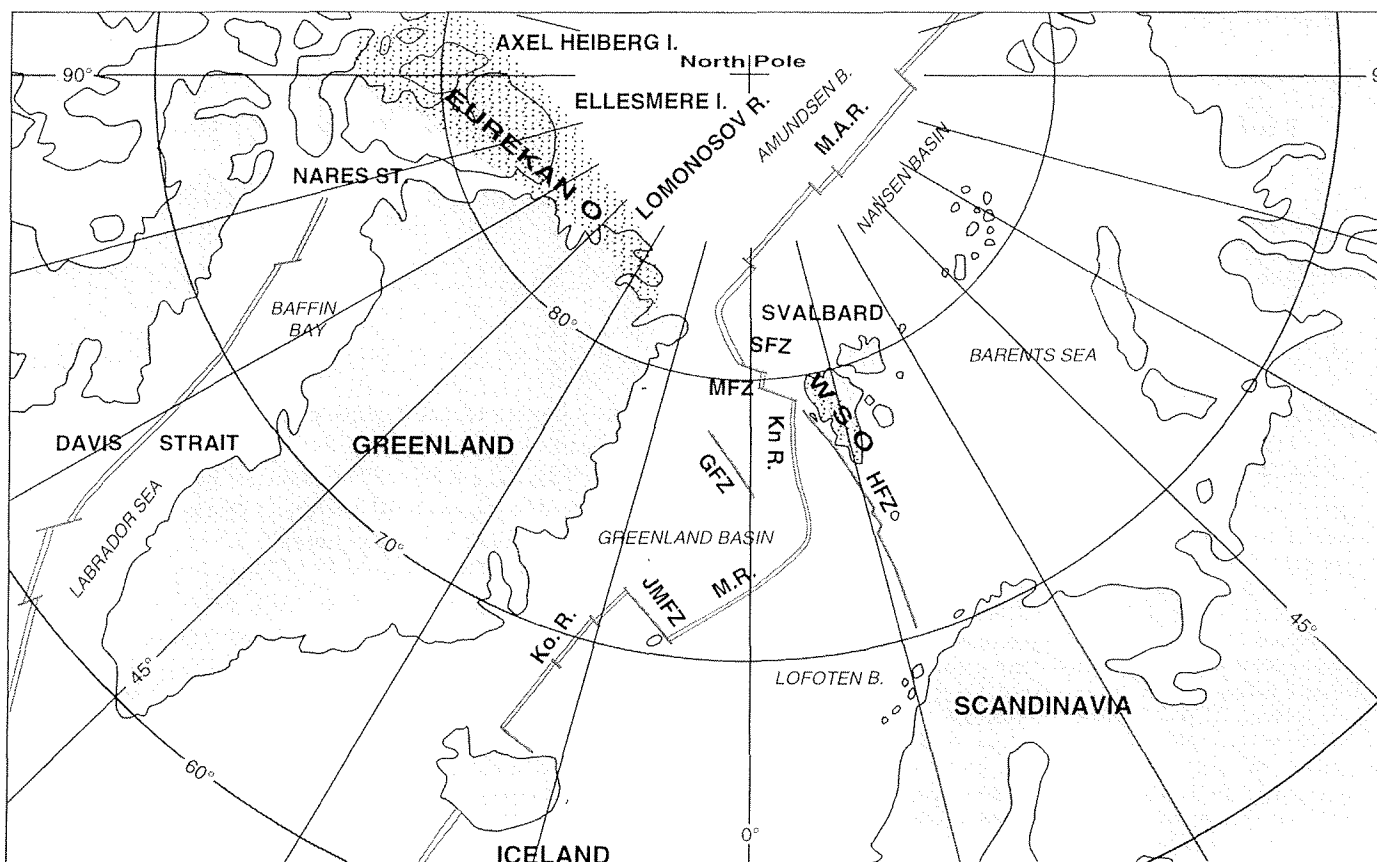 AXEL HEIBERG I.
North Pole
90°
9
ELLESMERE I.
EUREKAN O
LOMONOSOV R.
AMUNDSEN B.
M.A.R.
NANSEN BASIN
NARES ST.
BAFFIN
BAY
80°
SVALBARD
SFZ
BARENTS SEA
MFZ
WSO
Kn R.
DAVIS STRAIT
GREENLAND
GFZ
HFZ
LABRADOR SEA
70°
GREENLAND BASIN
JMFZ
M.R.
Ko. R.
45°
45°
LOFOTEN B.
SCANDINAVIA
60°
0°
ICELAND